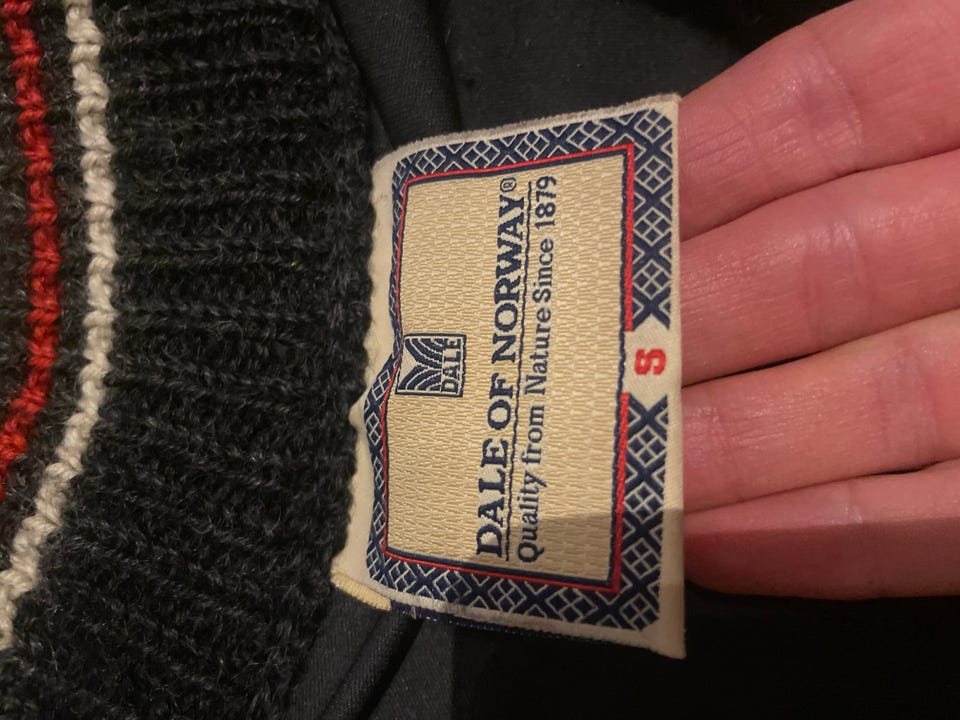 DALE
DALE OF NORWAY®
Quality from Nature Since 1879
S